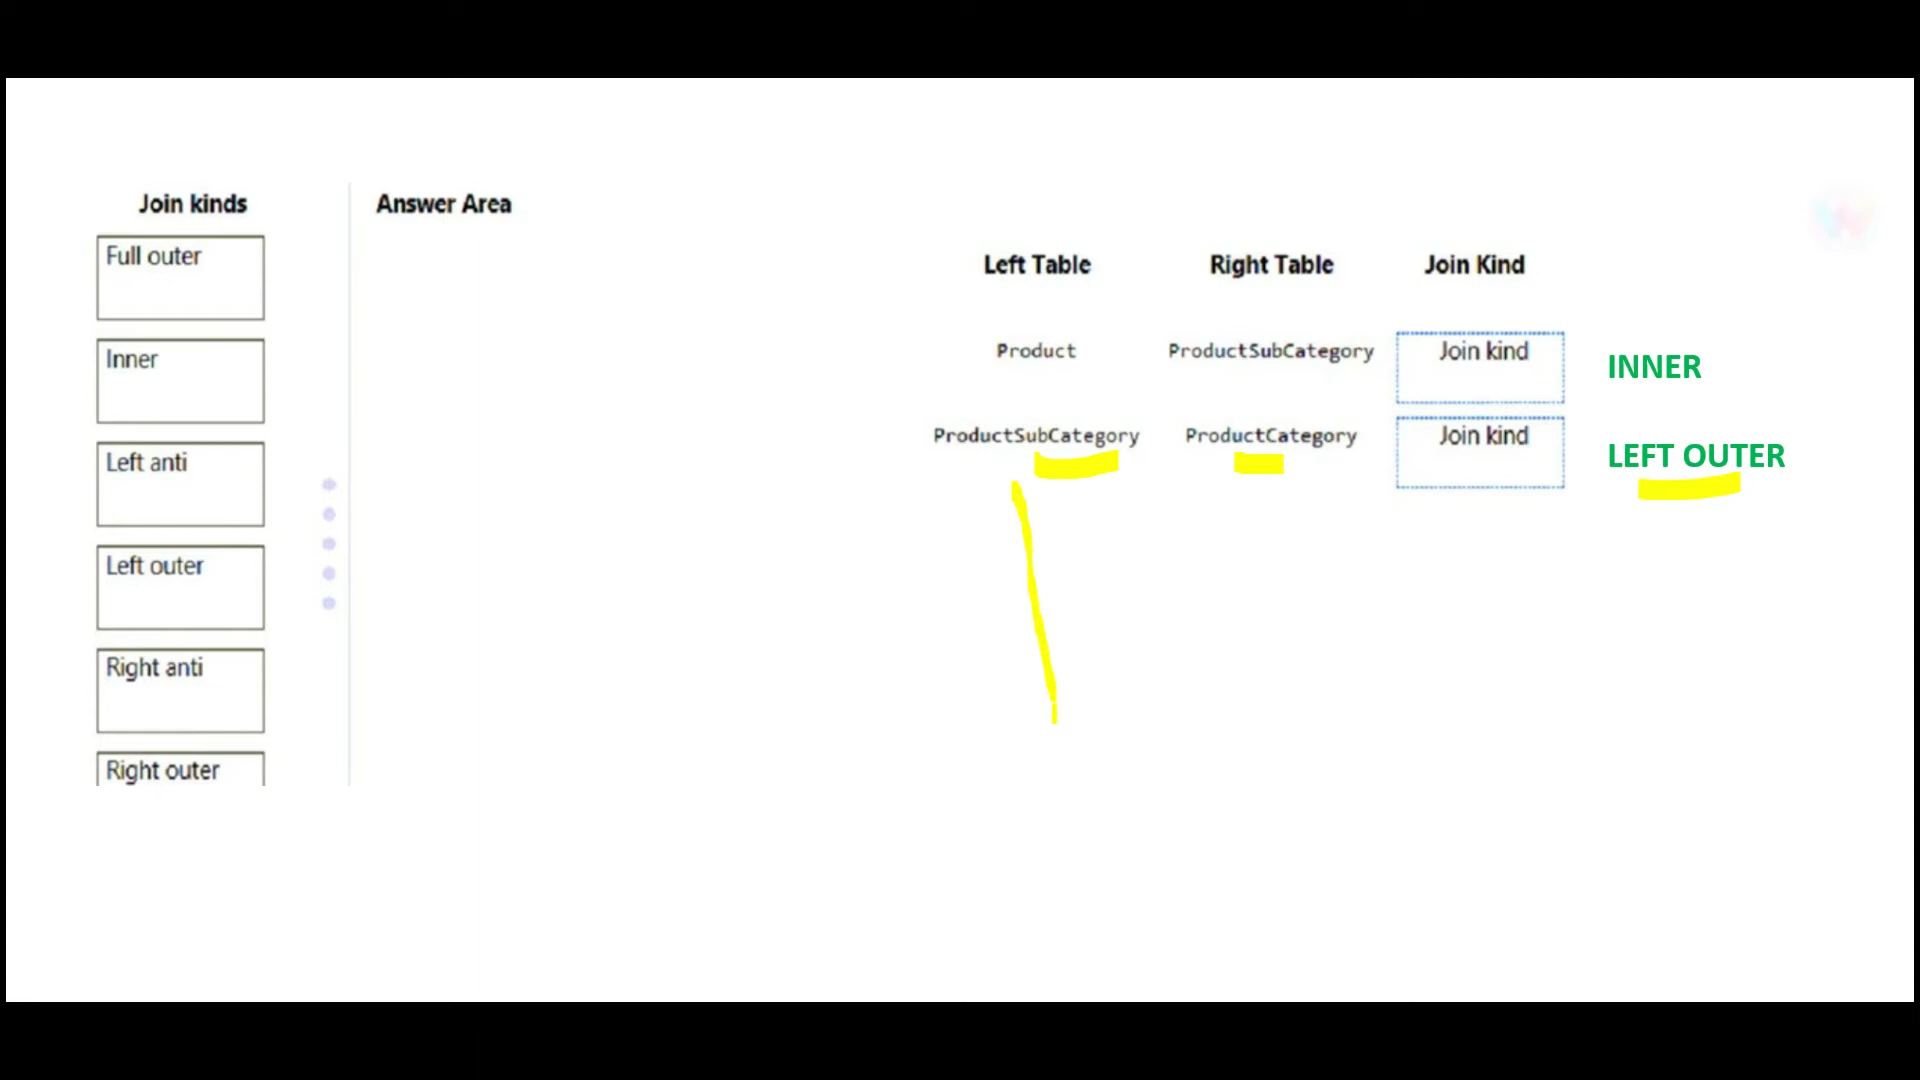 Join kinds
Full outer
Inner
Left anti
Left outer
Right anti
Right outer
Answer Area
Left Table Right Table Join Kind
Product ProductSubCategory Join kind INNER
ProductSubCategory ProductCategory Join kind LEFT OUTER